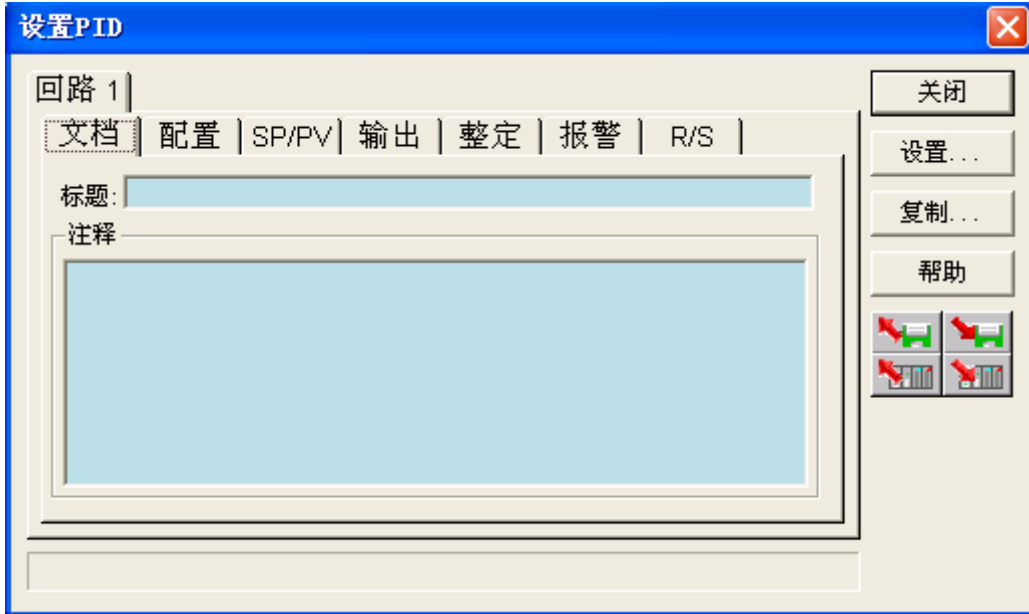 设置PID
回路 1
关闭
文档 配置 SP/PV 输出 整定 报警 R/S
设置...
标题:
复制...
注释
帮助